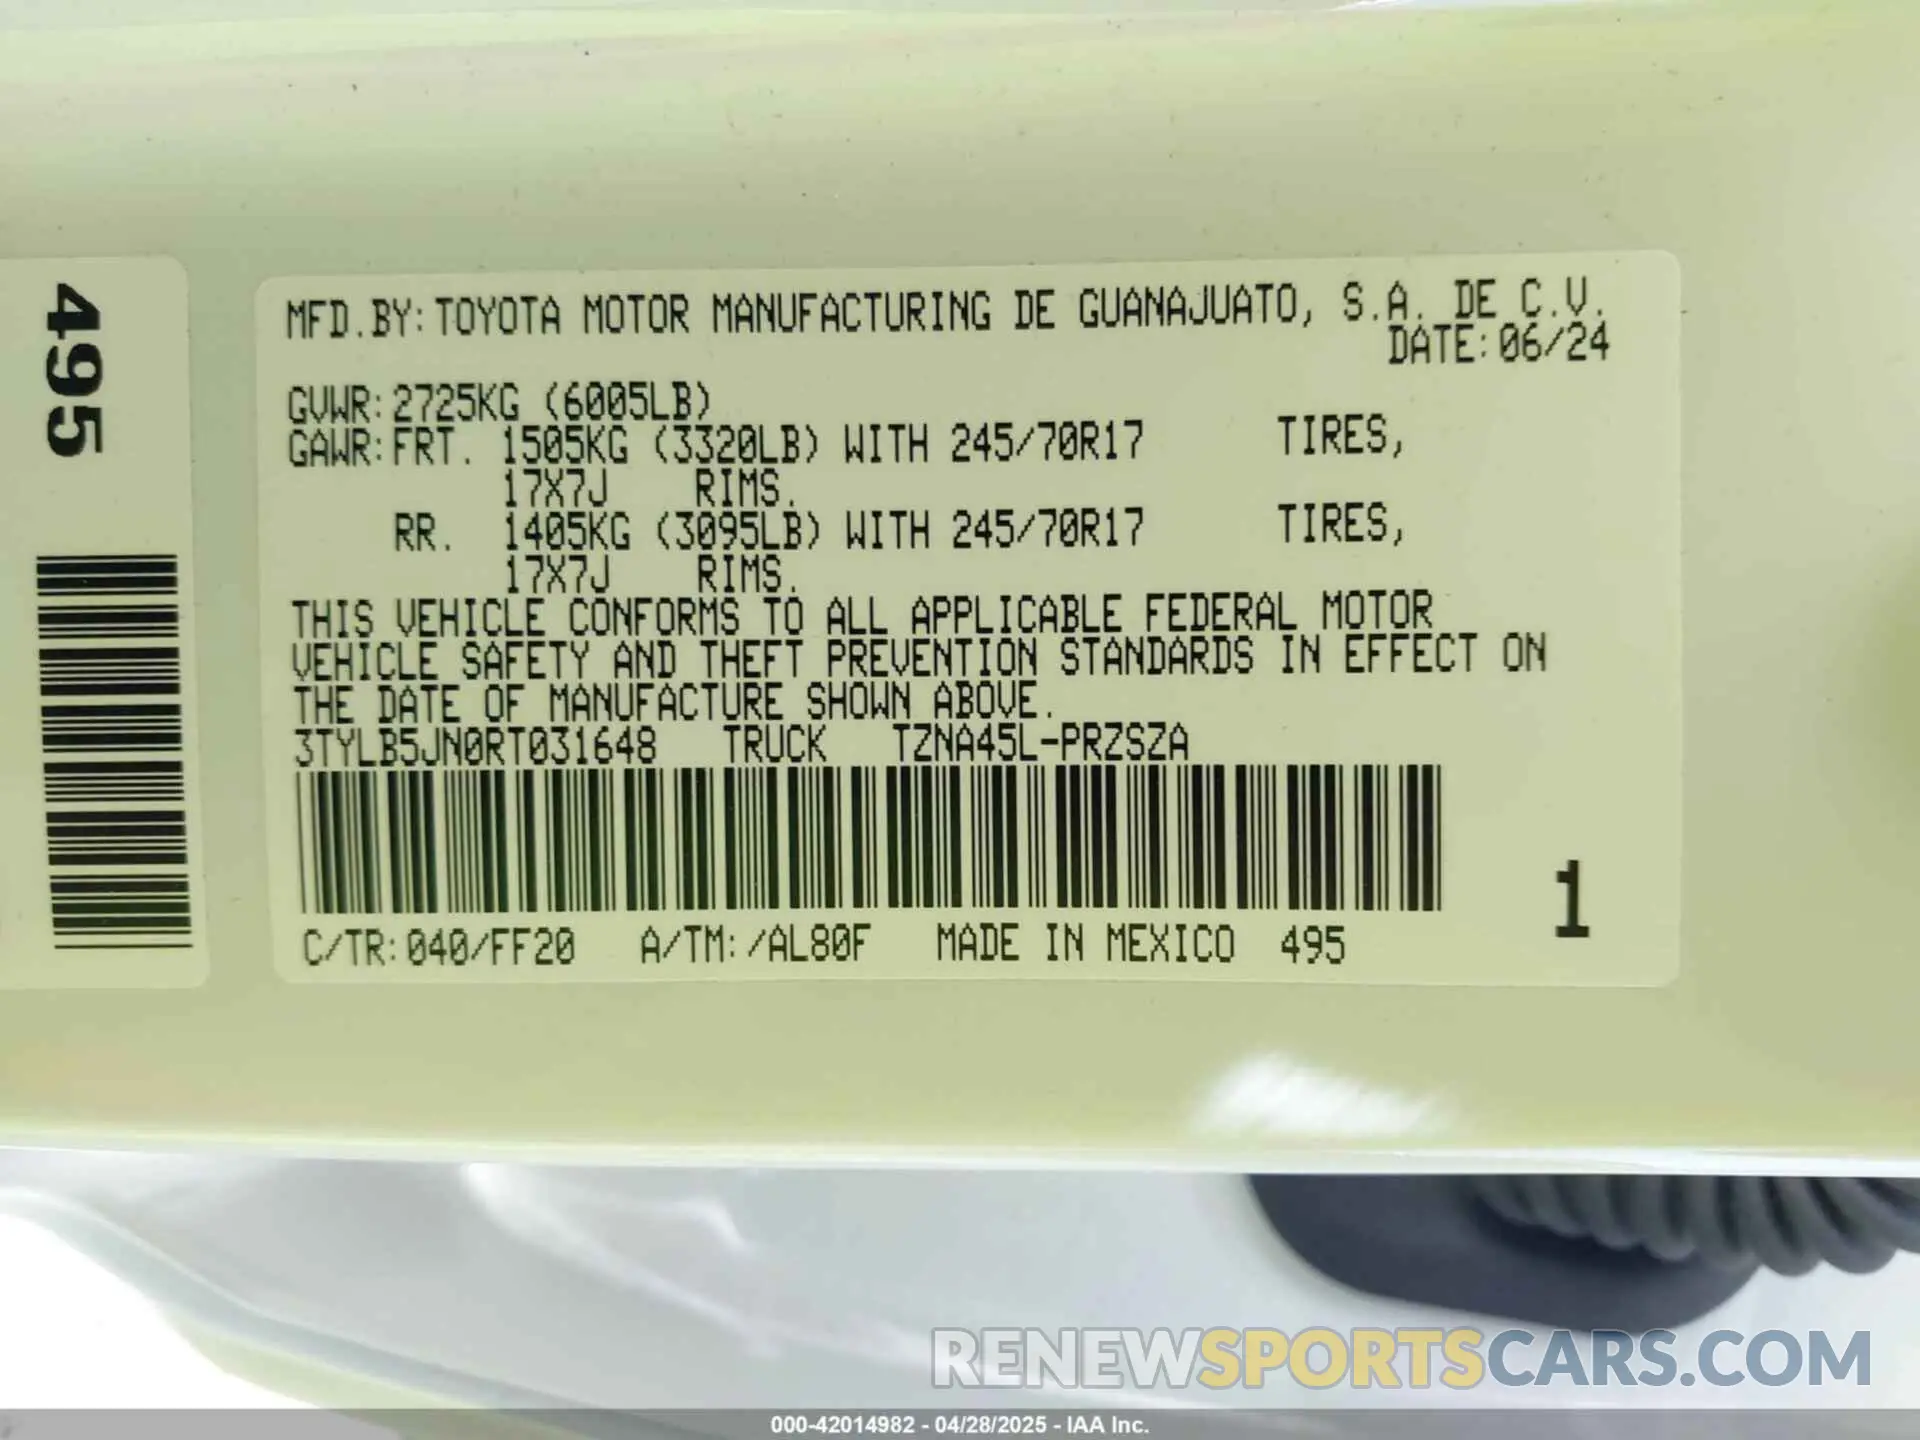 495
MFD.BY:TOYOTA MOTOR MANUFACTURING DE GUANAJUATO, S.A. DE C.V.
DATE:06/24
GVWR:2725KG (6005LB)
GAWR:FRT. 1505KG (3320LB) WITH 245/70R17 TIRES,
17X7J RIMS.
RR. 1405KG (3095LB) WITH 245/70R17 TIRES,
17X7J RIMS.
THIS VEHICLE CONFORMS TO ALL APPLICABLE FEDERAL MOTOR
VEHICLE SAFETY AND THEFT PREVENTION STANDARDS IN EFFECT ON
THE DATE OF MANUFACTURE SHOWN ABOVE.
3TYLB5JN0RT031648 TRUCK TZNA45L-PRZSZA
1
C/TR:040/FF20 A/TM:/AL80F MADE IN MEXICO 495
RENEWSPORTSCARS.COM
000-42014982 - 04/28/2025 - IAA Inc.